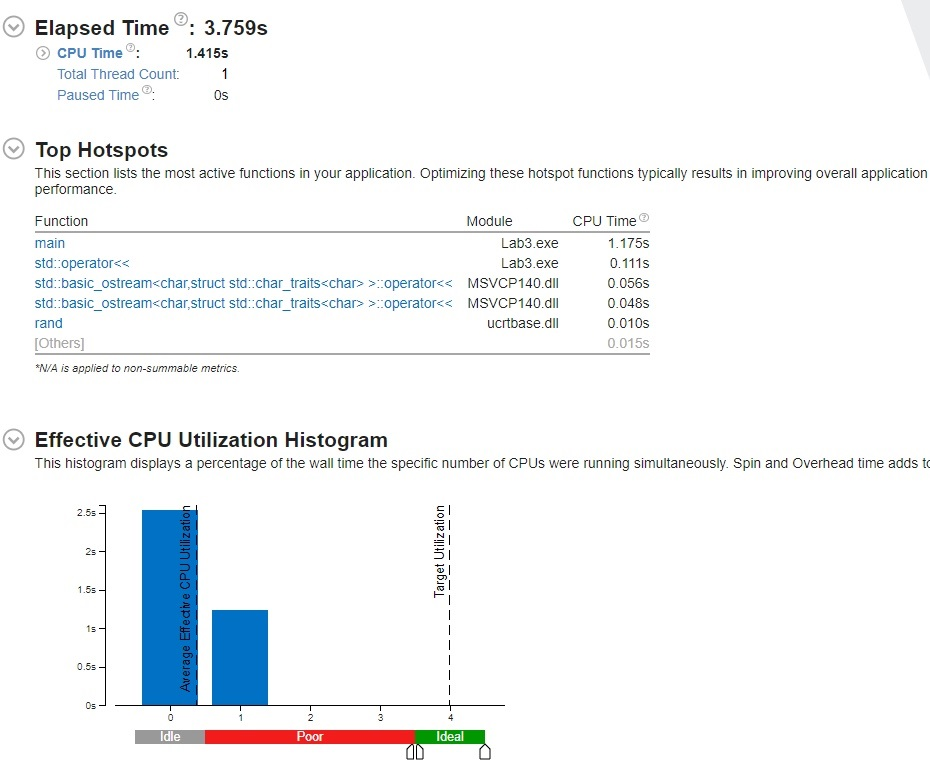 Elapsed Time ?: 3.759s
CPU Time ?: 1.415s
Total Thread Count: 1
Paused Time ?: 0s
Top Hotspots
This section lists the most active functions in your application. Optimizing these hotspot functions typically results in improving overall application
performance.
Function Module CPU Time ?
main Lab3.exe 1.175s
std::operator<< Lab3.exe 0.111s
std::basic_ostream<char,struct std::char_traits<char> >::operator<< MSVCP140.dll 0.056s
std::basic_ostream<char,struct std::char_traits<char> >::operator<< MSVCP140.dll 0.048s
rand ucrtbase.dll 0.010s
[Others] 0.015s
*N/A is applied to non-summable metrics.
Effective CPU Utilization Histogram
This histogram displays a percentage of the wall time the specific number of CPUs were running simultaneously. Spin and Overhead time adds to
2.5s
2s
1.5s
1s
0.5s
0s
Average Effective CPU Utilization
Target Utilization
0 1 2 3 4
Idle Poor Ideal